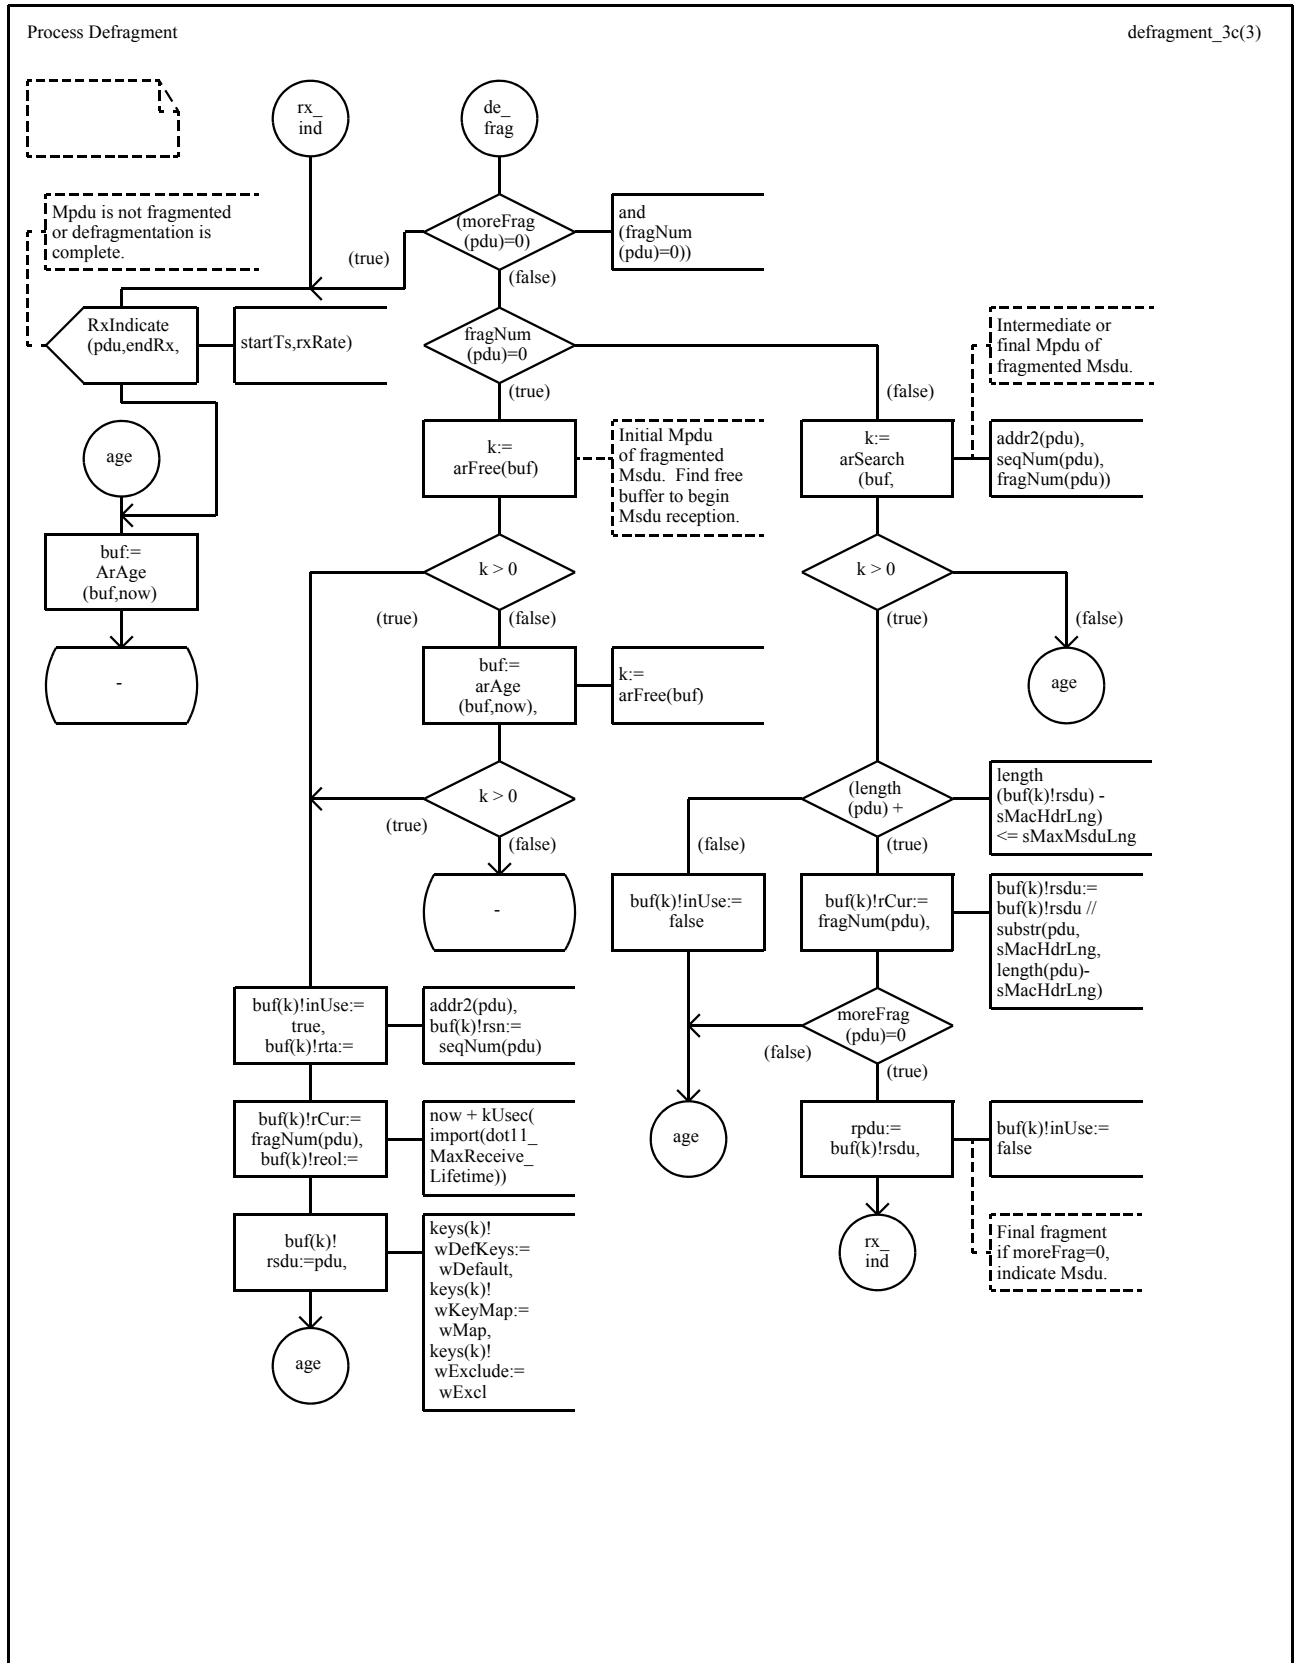 Process Defragment
defragment_3c(3)
rx_
ind
de_
frag
Mpdu is not fragmented
or defragmentation is
complete.
(moreFrag
(pdu)=0)
and
(fragNum
(pdu)=0))
(true)
(false)
RxIndicate
(pdu,endRx,
startTs,rxRate)
fragNum
(pdu)=0
Intermediate or
final Mpdu of
fragmented Msdu.
(true)
(false)
age
k:=
arFree(buf)
Initial Mpdu
of fragmented
Msdu.  Find free
buffer to begin
Msdu reception.
k:=
arSearch
(buf,
addr2(pdu),
seqNum(pdu),
fragNum(pdu))
buf:=
ArAge
(buf,now)
k > 0
k > 0
(true)
(false)
(true)
(false)
-
buf:=
arAge
(buf,now),
k:=
arFree(buf)
age
k > 0
(true)
(false)
(length
(pdu) +
length
(buf(k)!rsdu) -
sMacHdrLng)
<= sMaxMsduLng
(false)
(true)
-
buf(k)!inUse:=
false
buf(k)!rCur:=
fragNum(pdu),
buf(k)!rsdu:=
buf(k)!rsdu //
substr(pdu,
sMacHdrLng,
length(pdu)-
sMacHdrLng)
buf(k)!inUse:=
true,
buf(k)!rta:=
addr2(pdu),
buf(k)!rsn:=
seqNum(pdu)
moreFrag
(pdu)=0
(false)
(true)
buf(k)!rCur:=
fragNum(pdu),
buf(k)!reol:=
now + kUsec(
import(dot11_
MaxReceive_
Lifetime))
age
rpdu:=
buf(k)!rsdu,
buf(k)!inUse:=
false
buf(k)!
rsdu:=pdu,
keys(k)!
wDefKeys:=
wDefault,
keys(k)!
wKeyMap:=
wMap,
keys(k)!
wExclude:=
wExcl
rx_
ind
Final fragment
if moreFrag=0,
indicate Msdu.
age